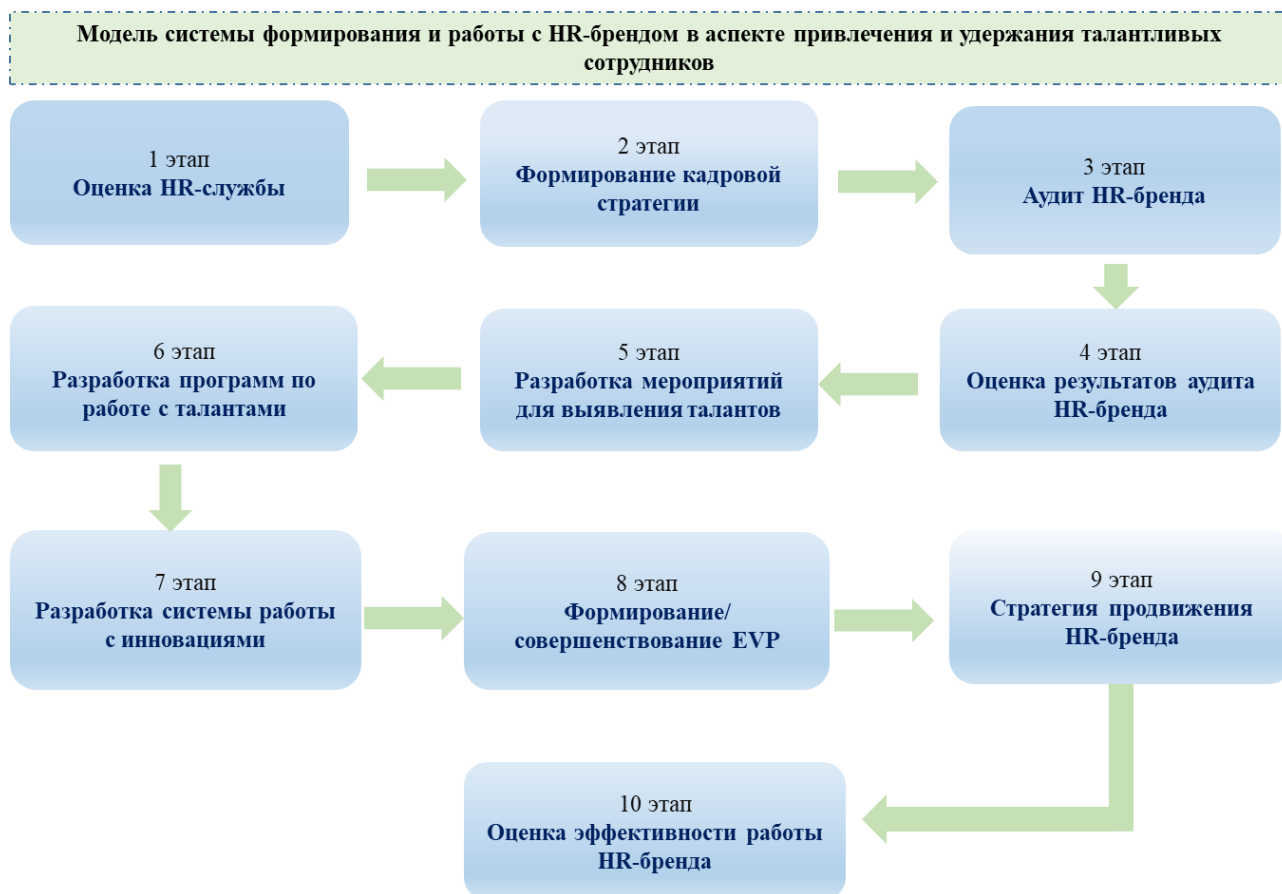 Модель системы формирования и работы с HR-брендом в аспекте привлечения и удержания талантливых
сотрудников
1 этап
Оценка HR-службы
2 этап
Формирование кадровой
стратегии
3 этап
Аудит HR-бренда
4 этап
Оценка результатов аудита
HR-бренда
5 этап
Разработка мероприятий
для выявления талантов
6 этап
Разработка программ по
работе с талантами
7 этап
Разработка системы работы
с инновациями
8 этап
Формирование/
совершенствование EVP
9 этап
Стратегия продвижения
HR-бренда
10 этап
Оценка эффективности работы
HR-бренда